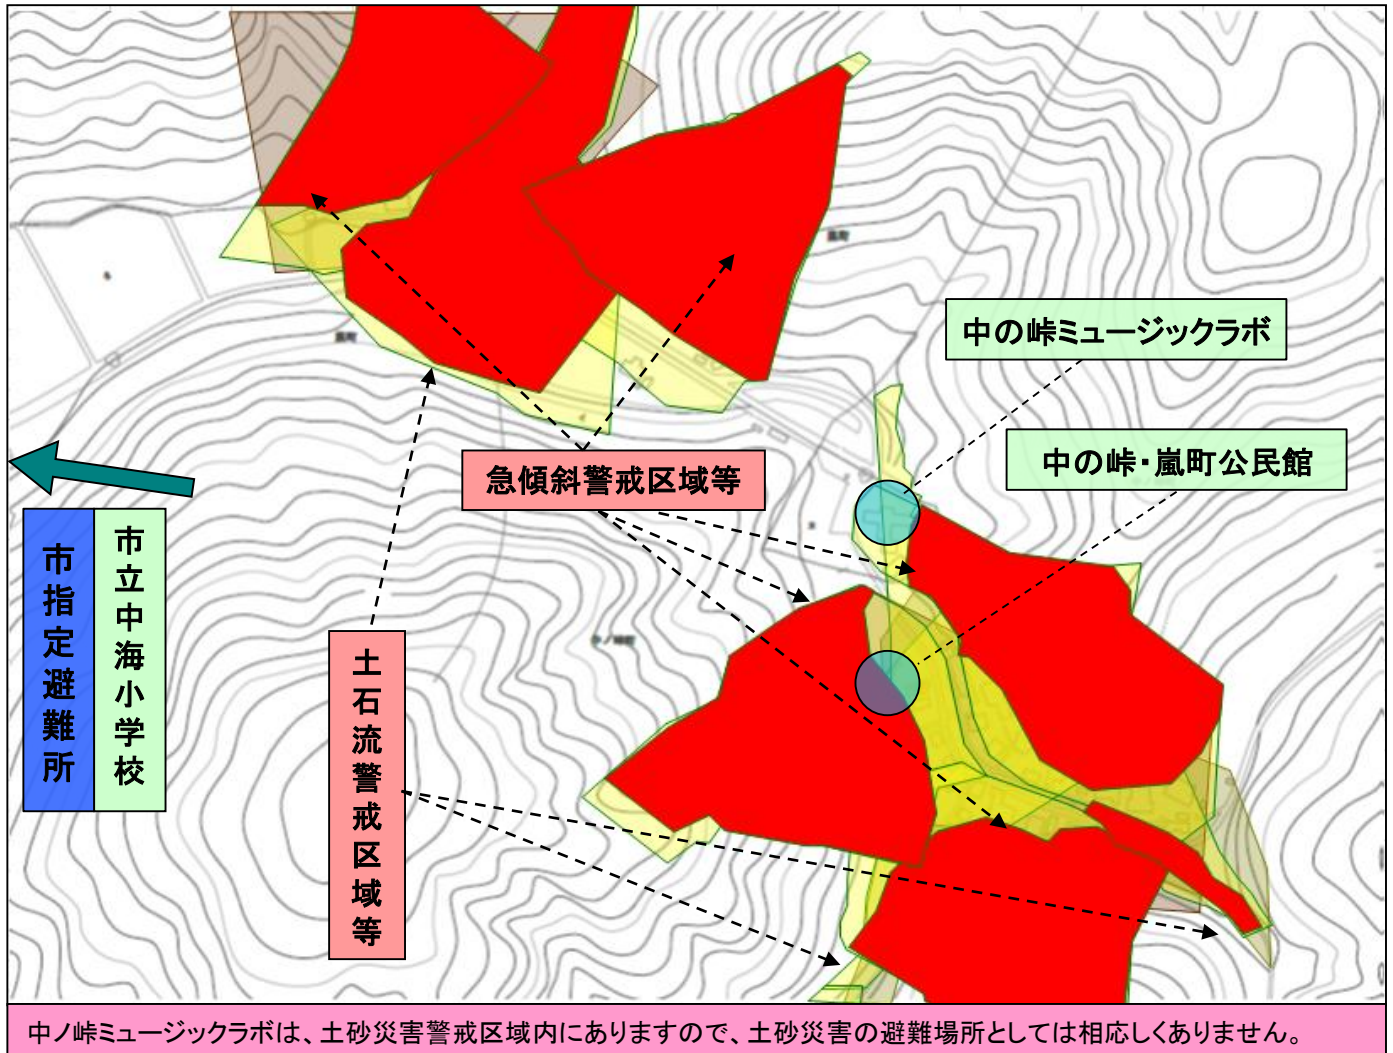 嵐町
中の峠ミュージックラボ
嵐町
中の峠・嵐町公民館
急傾斜警戒区域等
市指定避難所
市立中海小学校
土石流警戒区域等
中ノ峠ミュージックラボは、土砂災害警戒区域内にありますので、土砂災害の避難場所としては相応しくありません。